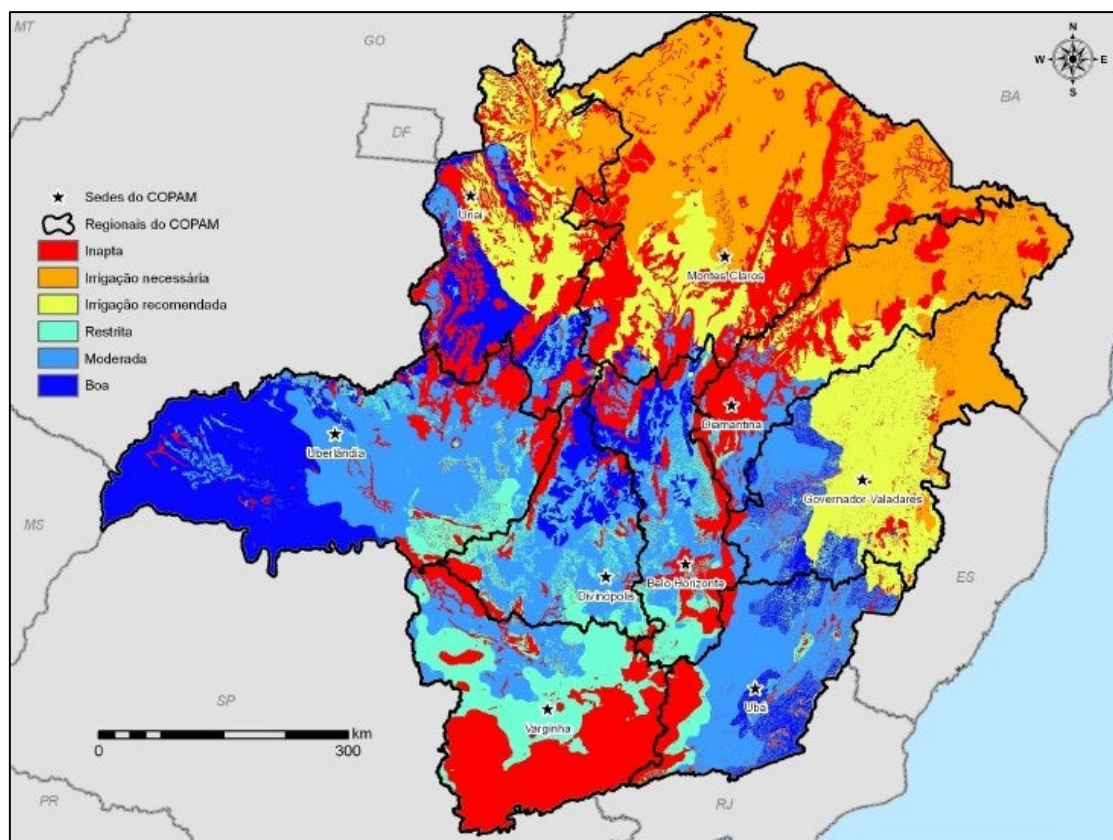 MT
GO
N
W
E
S
BA
DF
Sedes do COPAM
Regionais do COPAM
Inapta
Irrigação necessária
Irrigação recomendada
Restrita
Moderada
Boa
Unaí
Montes Claros
Diamantina
Uberlândia
Governador Valadares
MS
Belo Horizonte
Divinópolis
ES
Ubá
SP
Varginha
km
0
300
PR
RJ